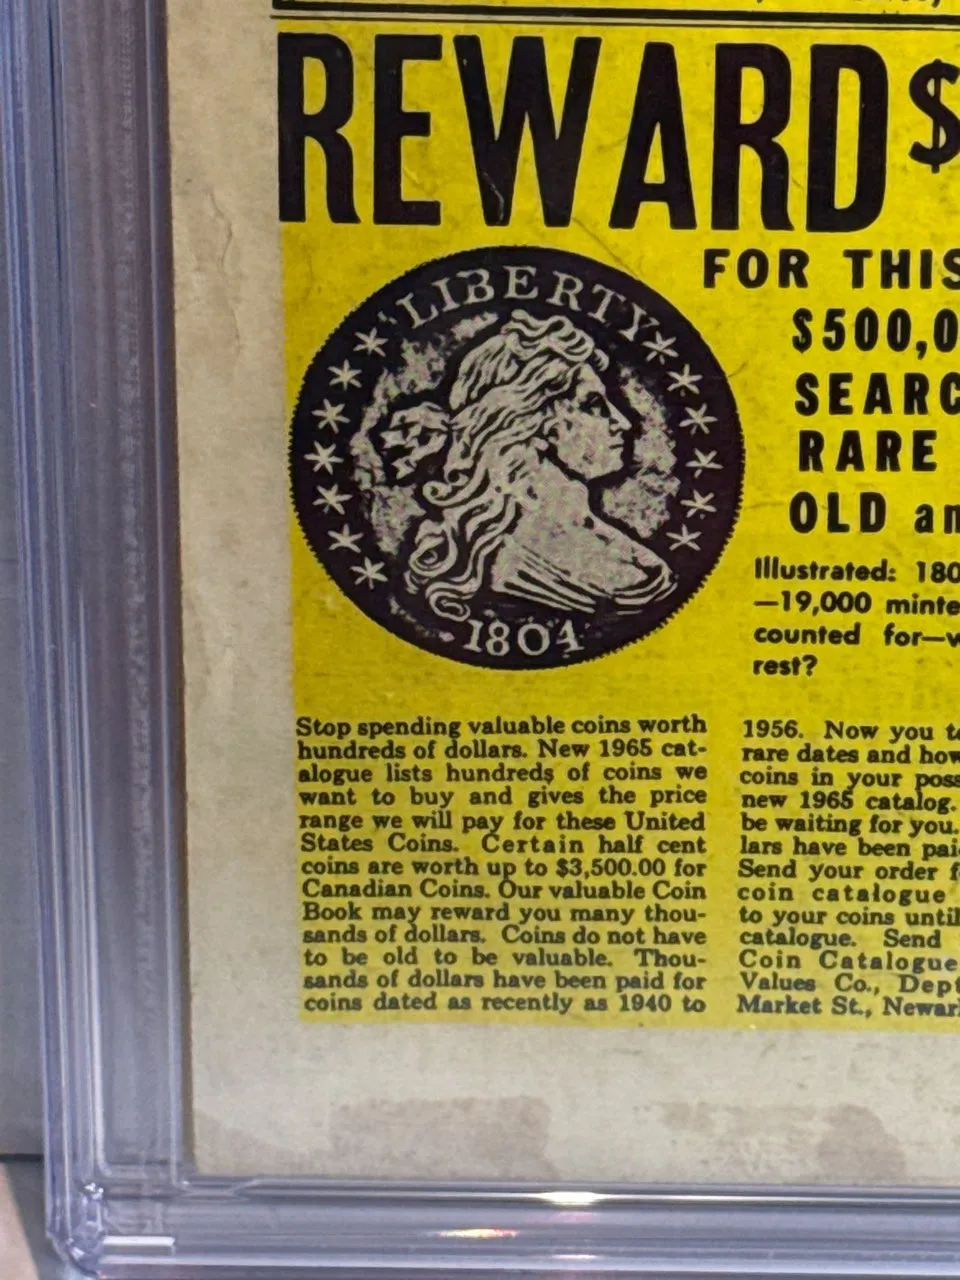 REWARD $
LIBERTY
1804
FOR THIS
$500,0
SEARC
RARE
OLD an
Illustrated: 180
—19,000 minte
counted for—w
rest?
Stop spending valuable coins worth
hundreds of dollars. New 1965 cat-
alogue lists hundreds of coins we
want to buy and gives the price
range we will pay for these United
States Coins. Certain half cent
coins are worth up to $3,500.00 for
Canadian Coins. Our valuable Coin
Book may reward you many thou-
sands of dollars. Coins do not have
to be old to be valuable. Thou-
sands of dollars have been paid for
coins dated as recently as 1940 to
1956. Now you t
rare dates and how
coins in your poss
new 1965 catalog.
be waiting for you.
lars have been pai
Send your order f
coin catalogue
to your coins until
catalogue. Send
Coin Catalogue
Values Co., Dept
Market St., Newar